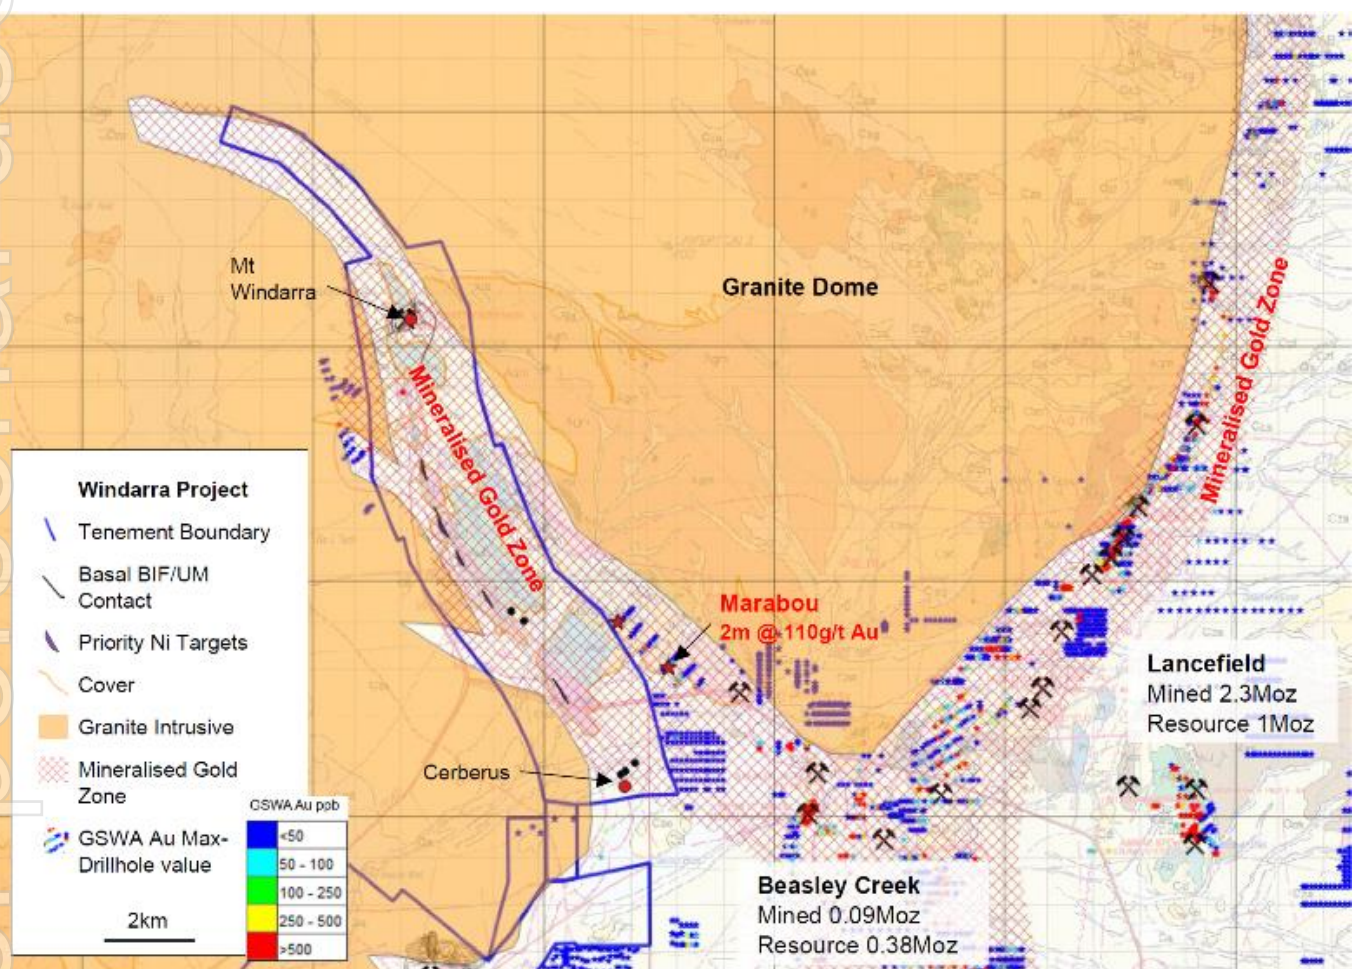 Mt
Windarra
Granite Dome
Mineralised Gold Zone
Mineralised Gold Zone
Marabou
2m @ 110g/t Au
Lancefield
Mined 2.3Moz
Resource 1Moz
Cerberus
Beasley Creek
Mined 0.09Moz
Resource 0.38Moz
Windarra Project
Tenement Boundary
Basal BIF/UM
Contact
Priority Ni Targets
Cover
Granite Intrusive
Mineralised Gold
Zone
GSWA Au Max-
Drillhole value
2km
GSWA Au ppb
<50
50 - 100
100 - 250
250 - 500
>500